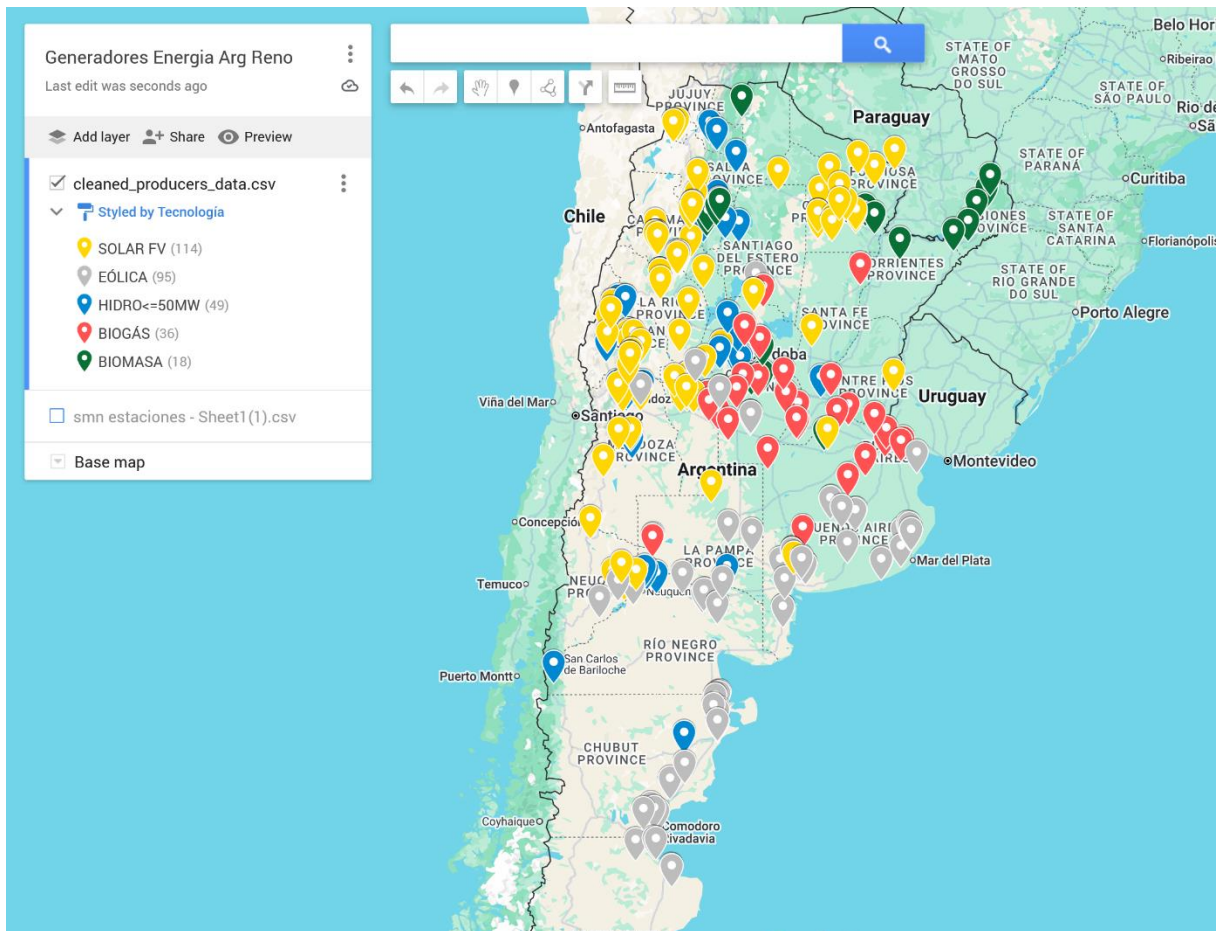 Generadores Energia Arg Reno
Last edit was seconds ago
Add layer
Share
Preview
cleaned_producers_data.csv
Styled by Tecnología
SOLAR FV (114)
EÓLICA (95)
HIDRO<=50MW (49)
BIOGÁS (36)
BIOMASA (18)
smn estaciones - Sheet1(1).csv
Base map
Belo Hor
STATE OF
MATO
GROSSO
DO SUL
Ribeirao
STATE OF
SÃO PAULO
Rio de
JUJUY
PROVINCE
Antofagasta
Paraguay
STATE OF
PARANÁ
Curitiba
PROVINCE
Chile
STATE OF
SANTA
CATARINA
Florianópolis
SANTIAGO
DEL ESTERO
PROVINCE
PROVINCE
STATE OF
RIO GRANDE
DO SUL
Porto Alegre
SANTA FE
PROVINCE
Uruguay
PROVINCE
Viña del Mar
Santiago
PROVINCE
Argentina
Montevideo
Concepción
LA PAMPA
PROVINCE
PROVINCE
Mar del Plata
Temuco
Neuquén
RÍO NEGRO
PROVINCE
San Carlos
de Bariloche
Puerto Montt
CHUBUT
PROVINCE
Coyhaique
Comodoro